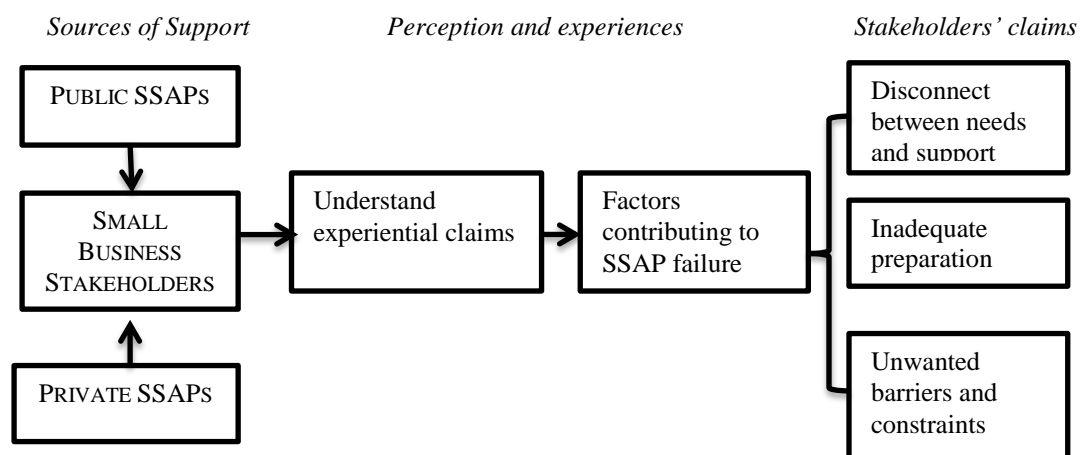 Sources of Support
Perception and experiences
Stakeholders' claims
PUBLIC SSAPS
SMALL
BUSINESS
STAKEHOLDERS
PRIVATE SSAPS
Understand
experiential claims
Factors
contributing to
SSAP failure
Disconnect
between needs
and support
Inadequate
preparation
Unwanted
barriers and
constraints